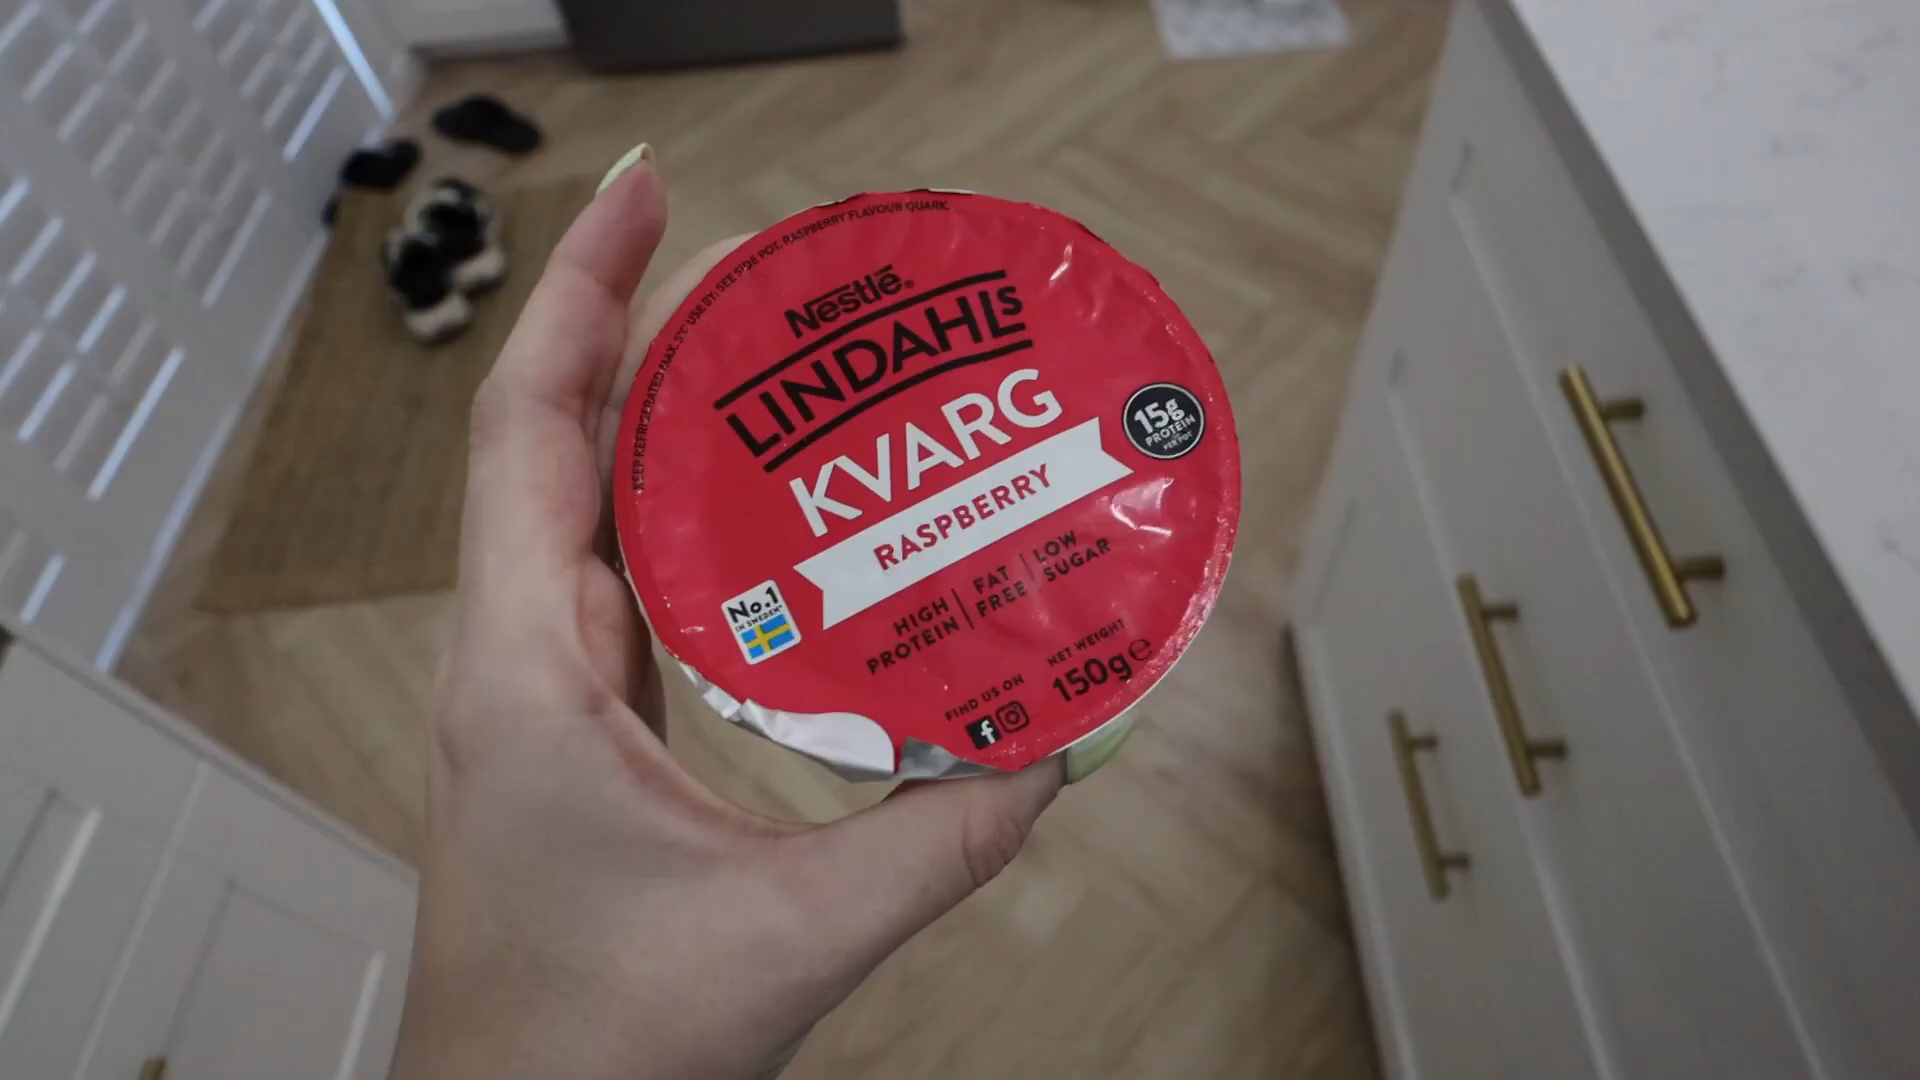 KEEP REFRIGERATED MAX. 5°C USE BY: SEE SIDE POT. RASPBERRY FLAVOUR QUARK.
Nestlé®
LINDAHLS
KVARG
RASPBERRY
15g
PROTEIN
PER POT
No.1
IN SWEDEN*
HIGH
PROTEIN
FAT
FREE
LOW
SUGAR
FIND US ON
f
NET WEIGHT
150g e